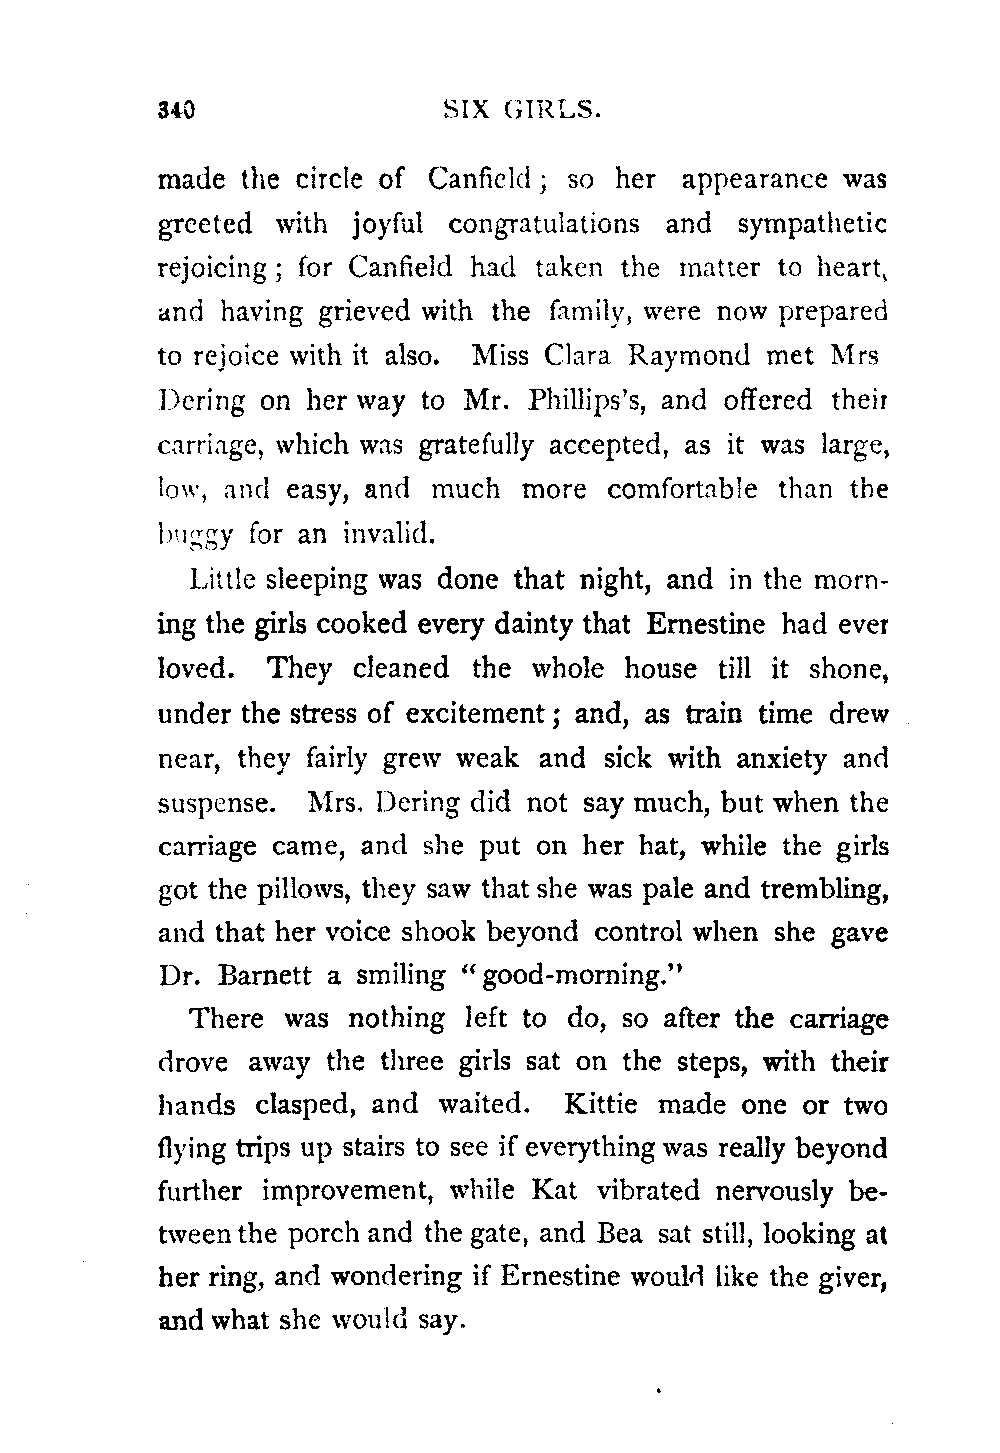 340 SIX GIRLS.
made the circle of Canfield ; so her appearance was
greeted with joyful congratulations and sympathetic
rejoicing ; for Canfield had taken the matter to heart,
and having grieved with the family, were now prepared
to rejoice with it also. Miss Clara Raymond met Mrs
Dering on her way to Mr. Phillips's, and offered their
carriage, which was gratefully accepted, as it was large,
low, and easy, and much more comfortable than the
buggy for an invalid.
Little sleeping was done that night, and in the morn-
ing the girls cooked every dainty that Ernestine had ever
loved. They cleaned the whole house till it shone,
under the stress of excitement ; and, as train time drew
near, they fairly grew weak and sick with anxiety and
suspense. Mrs. Dering did not say much, but when the
carriage came, and she put on her hat, while the girls
got the pillows, they saw that she was pale and trembling,
and that her voice shook beyond control when she gave
Dr. Barnett a smiling "good-morning."
There was nothing left to do, so after the carriage
drove away the three girls sat on the steps, with their
hands clasped, and waited. Kittie made one or two
flying trips up stairs to see if everything was really beyond
further improvement, while Kat vibrated nervously be-
tween the porch and the gate, and Bea sat still, looking at
her ring, and wondering if Ernestine would like the giver,
and what she would say.